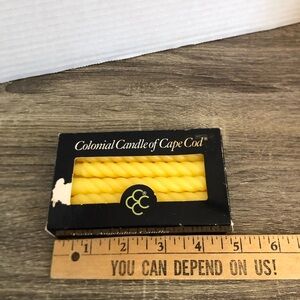 Colonial Candle of Cape Cod®
CCC
1 2 3 4 5 6
YOU CAN DEPEND ON US!